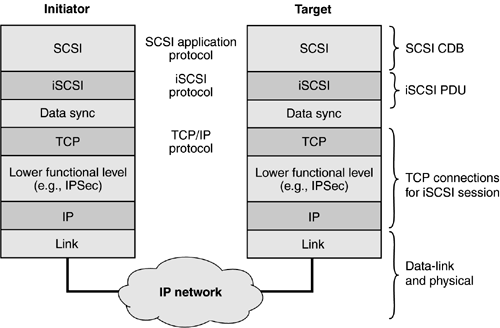 Initiator
Target
SCSI
SCSI application
protocol
SCSI
SCSI CDB
iSCSI
iSCSI
protocol
iSCSI
iSCSI PDU
Data sync
Data sync
TCP
TCP/IP
protocol
TCP
Lower functional level
(e.g., IPSec)
Lower functional level
(e.g., IPSec)
TCP connections
for iSCSI session
IP
IP
Link
Link
Data-link
and physical
IP network